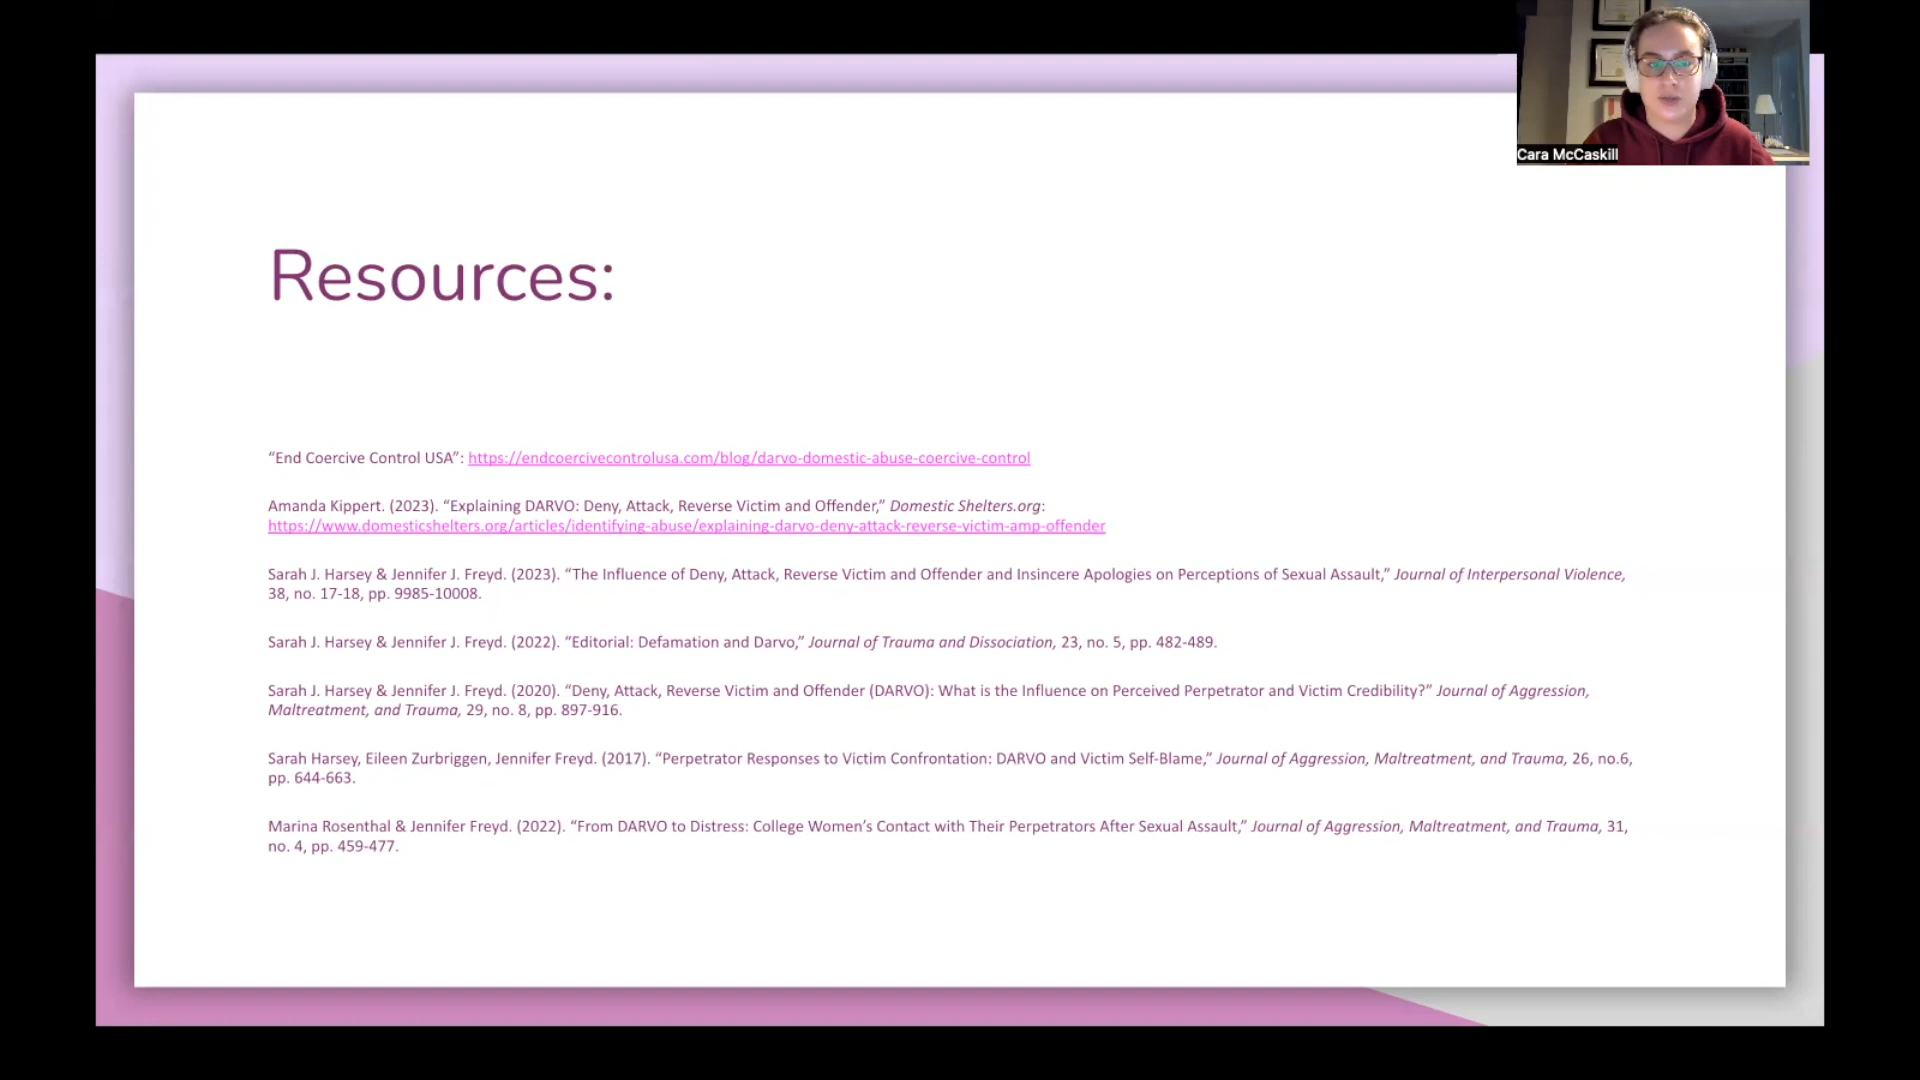 Cara McCaskill
Resources:
“End Coercive Control USA”: https://endcoercivecontrolusa.com/blog/darvo-domestic-abuse-coercive-control
Amanda Kippert. (2023). “Explaining DARVO: Deny, Attack, Reverse Victim and Offender,” Domestic Shelters.org:
https://www.domesticshelters.org/articles/identifying-abuse/explaining-darvo-deny-attack-reverse-victim-amp-offender
Sarah J. Harsey & Jennifer J. Freyd. (2023). “The Influence of Deny, Attack, Reverse Victim and Offender and Insincere Apologies on Perceptions of Sexual Assault,” Journal of Interpersonal Violence,
38, no. 17-18, pp. 9985-10008.
Sarah J. Harsey & Jennifer J. Freyd. (2022). “Editorial: Defamation and Darvo,” Journal of Trauma and Dissociation, 23, no. 5, pp. 482-489.
Sarah J. Harsey & Jennifer J. Freyd. (2020). “Deny, Attack, Reverse Victim and Offender (DARVO): What is the Influence on Perceived Perpetrator and Victim Credibility?” Journal of Aggression,
Maltreatment, and Trauma, 29, no. 8, pp. 897-916.
Sarah Harsey, Eileen Zurbriggen, Jennifer Freyd. (2017). “Perpetrator Responses to Victim Confrontation: DARVO and Victim Self-Blame,” Journal of Aggression, Maltreatment, and Trauma, 26, no.6,
pp. 644-663.
Marina Rosenthal & Jennifer Freyd. (2022). “From DARVO to Distress: College Women’s Contact with Their Perpetrators After Sexual Assault,” Journal of Aggression, Maltreatment, and Trauma, 31,
no. 4, pp. 459-477.